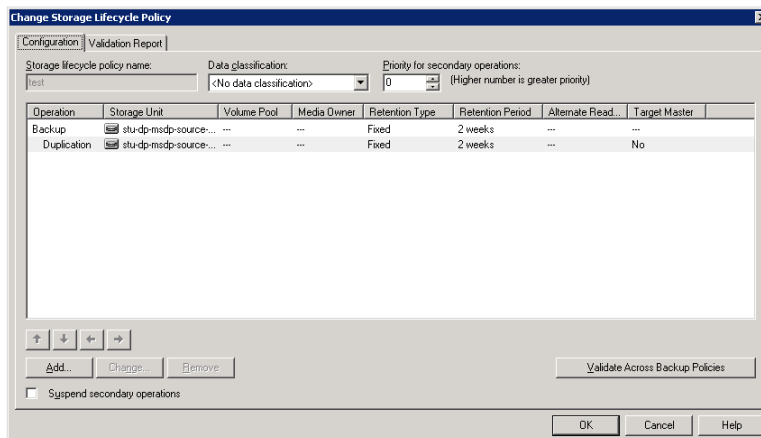 Change Storage Lifecycle Policy
Configuration Validation Report
Storage lifecycle policy name: Data classification: Priority for secondary operations:
test <No data classification> 0 (Higher number is greater priority)
Operation Storage Unit Volume Pool Media Owner Retention Type Retention Period Alternate Read... Target Master
Backup stu-dp-msdp-source-... --- --- Fixed 2 weeks --- ---
Duplication stu-dp-msdp-source-... --- --- Fixed 2 weeks --- No
Add... Change... Remove Validate Across Backup Policies
Suspend secondary operations
OK Cancel Help